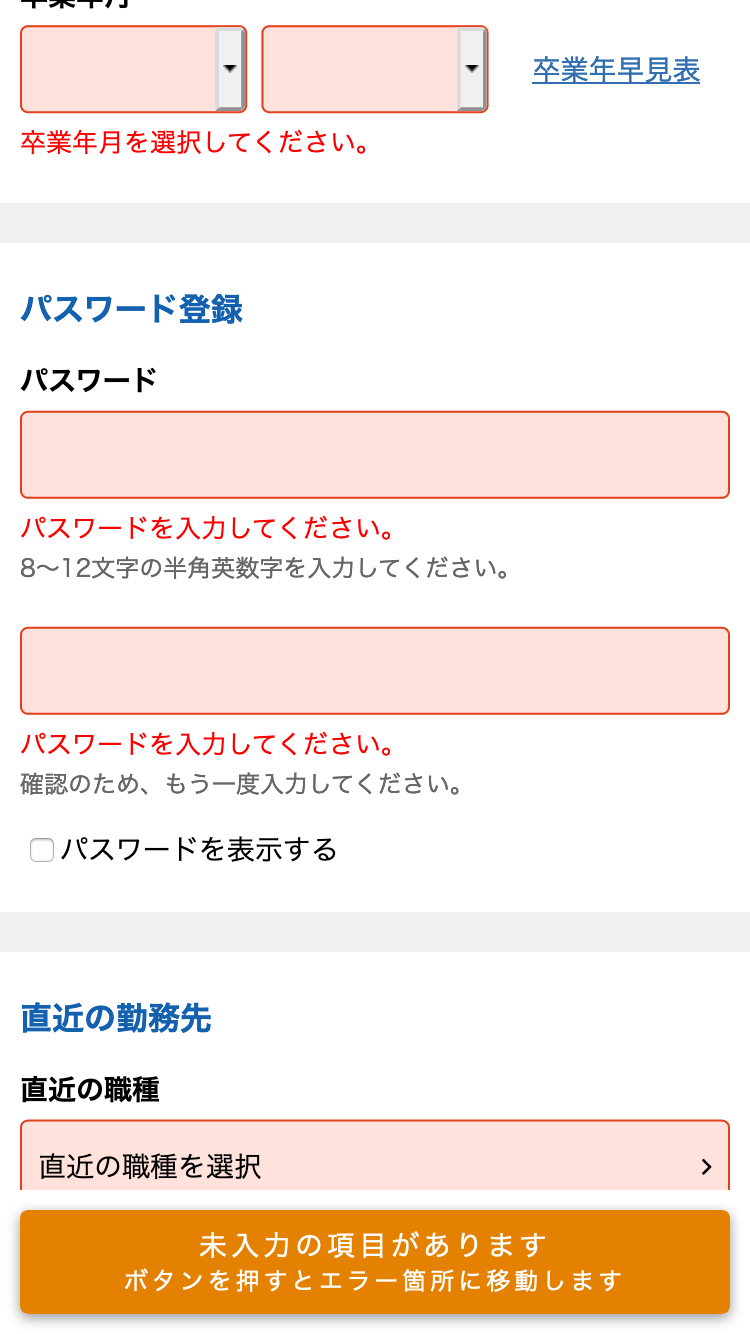 卒業年月
卒業年早見表
卒業年月を選択してください。
パスワード登録
パスワード
パスワードを入力してください。
8〜12文字の半角英数字を入力してください。
パスワードを入力してください。
確認のため、もう一度入力してください。
パスワードを表示する
直近の勤務先
直近の職種
直近の職種を選択
未入力の項目があります
ボタンを押すとエラー箇所に移動します